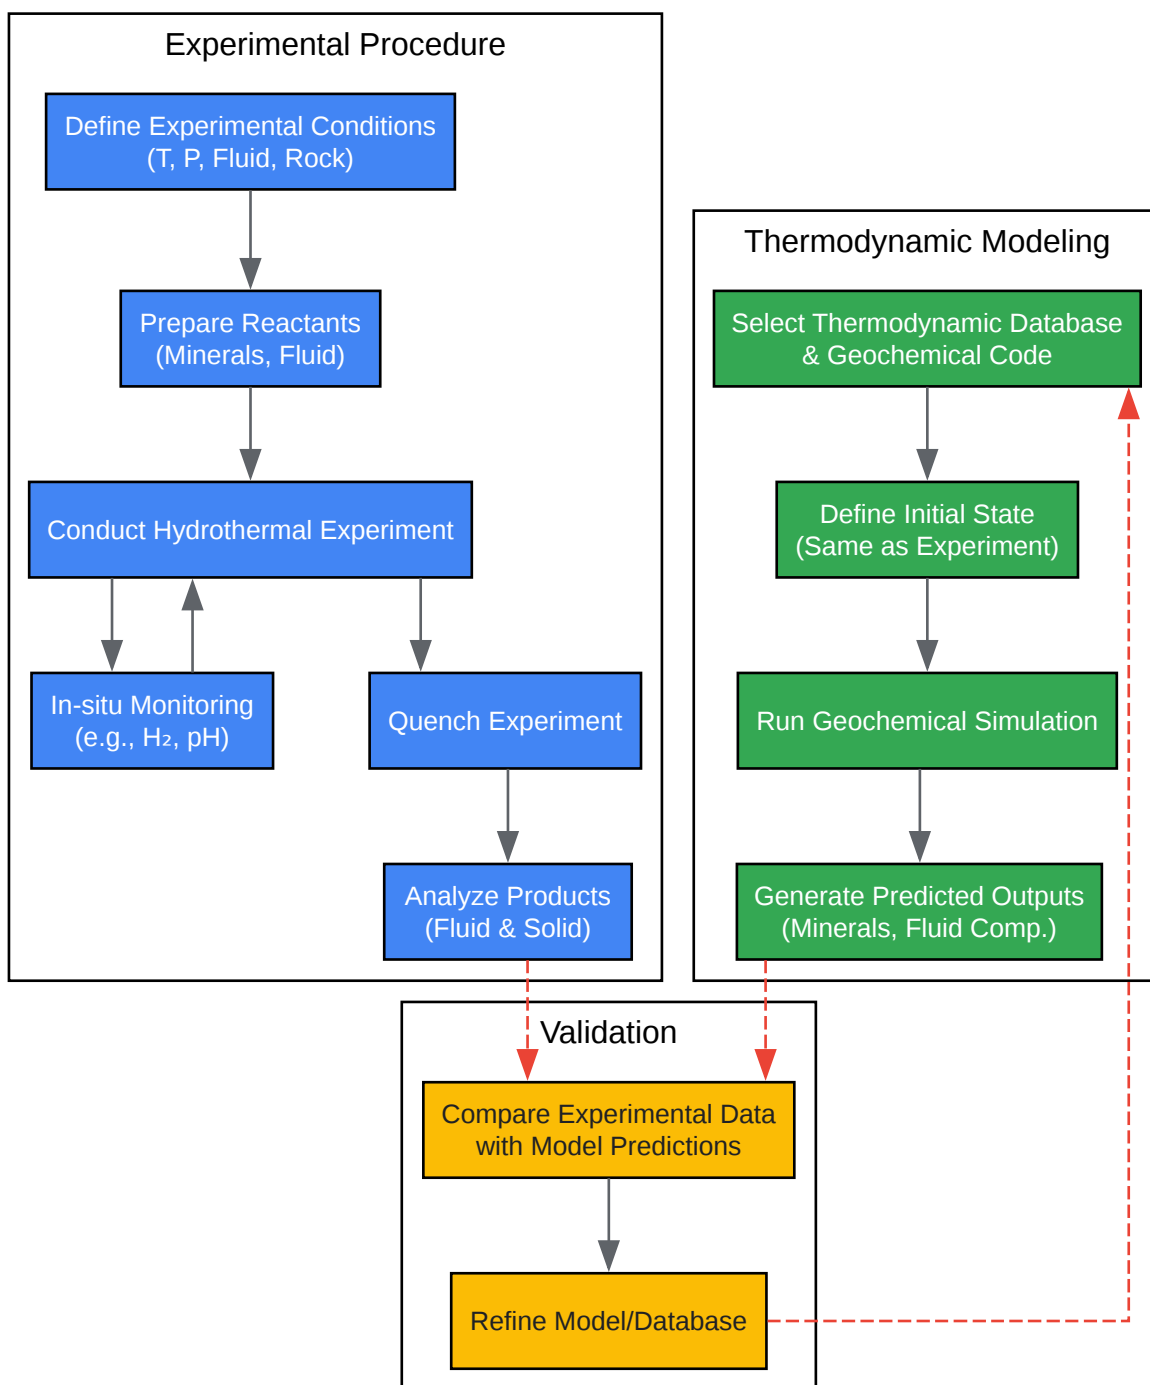 Experimental Procedure
Define Experimental Conditions
(T, P, Fluid, Rock)
Prepare Reactants
(Minerals, Fluid)
Conduct Hydrothermal Experiment
In-situ Monitoring
(e.g., H₂, pH)
Quench Experiment
Analyze Products
(Fluid & Solid)
Thermodynamic Modeling
Select Thermodynamic Database
& Geochemical Code
Define Initial State
(Same as Experiment)
Run Geochemical Simulation
Generate Predicted Outputs
(Minerals, Fluid Comp.)
Validation
Compare Experimental Data
with Model Predictions
Refine Model/Database